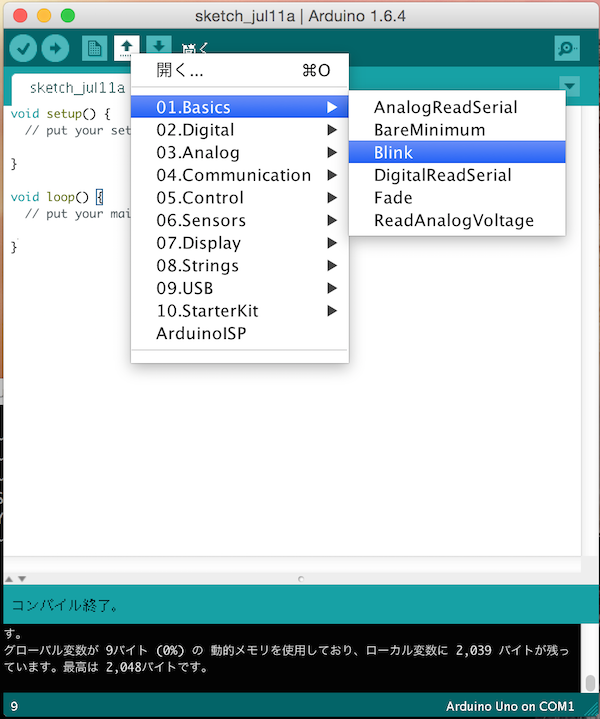 sketch_jul11a | Arduino 1.6.4
開く
sketch_jul11a
開く... ⌘O
01.Basics
02.Digital
03.Analog
04.Communication
05.Control
06.Sensors
07.Display
08.Strings
09.USB
10.StarterKit
ArduinoISP
AnalogReadSerial
BareMinimum
Blink
DigitalReadSerial
Fade
ReadAnalogVoltage
void setup() {
// put your set
}
void loop() {
// put your mai
}
コンパイル終了。
す。
グローバル変数が 9バイト (0%) の 動的メモリを使用しており、ローカル変数に 2,039 バイトが残っ
ています。最高は 2,048バイトです。
9
Arduino Uno on COM1